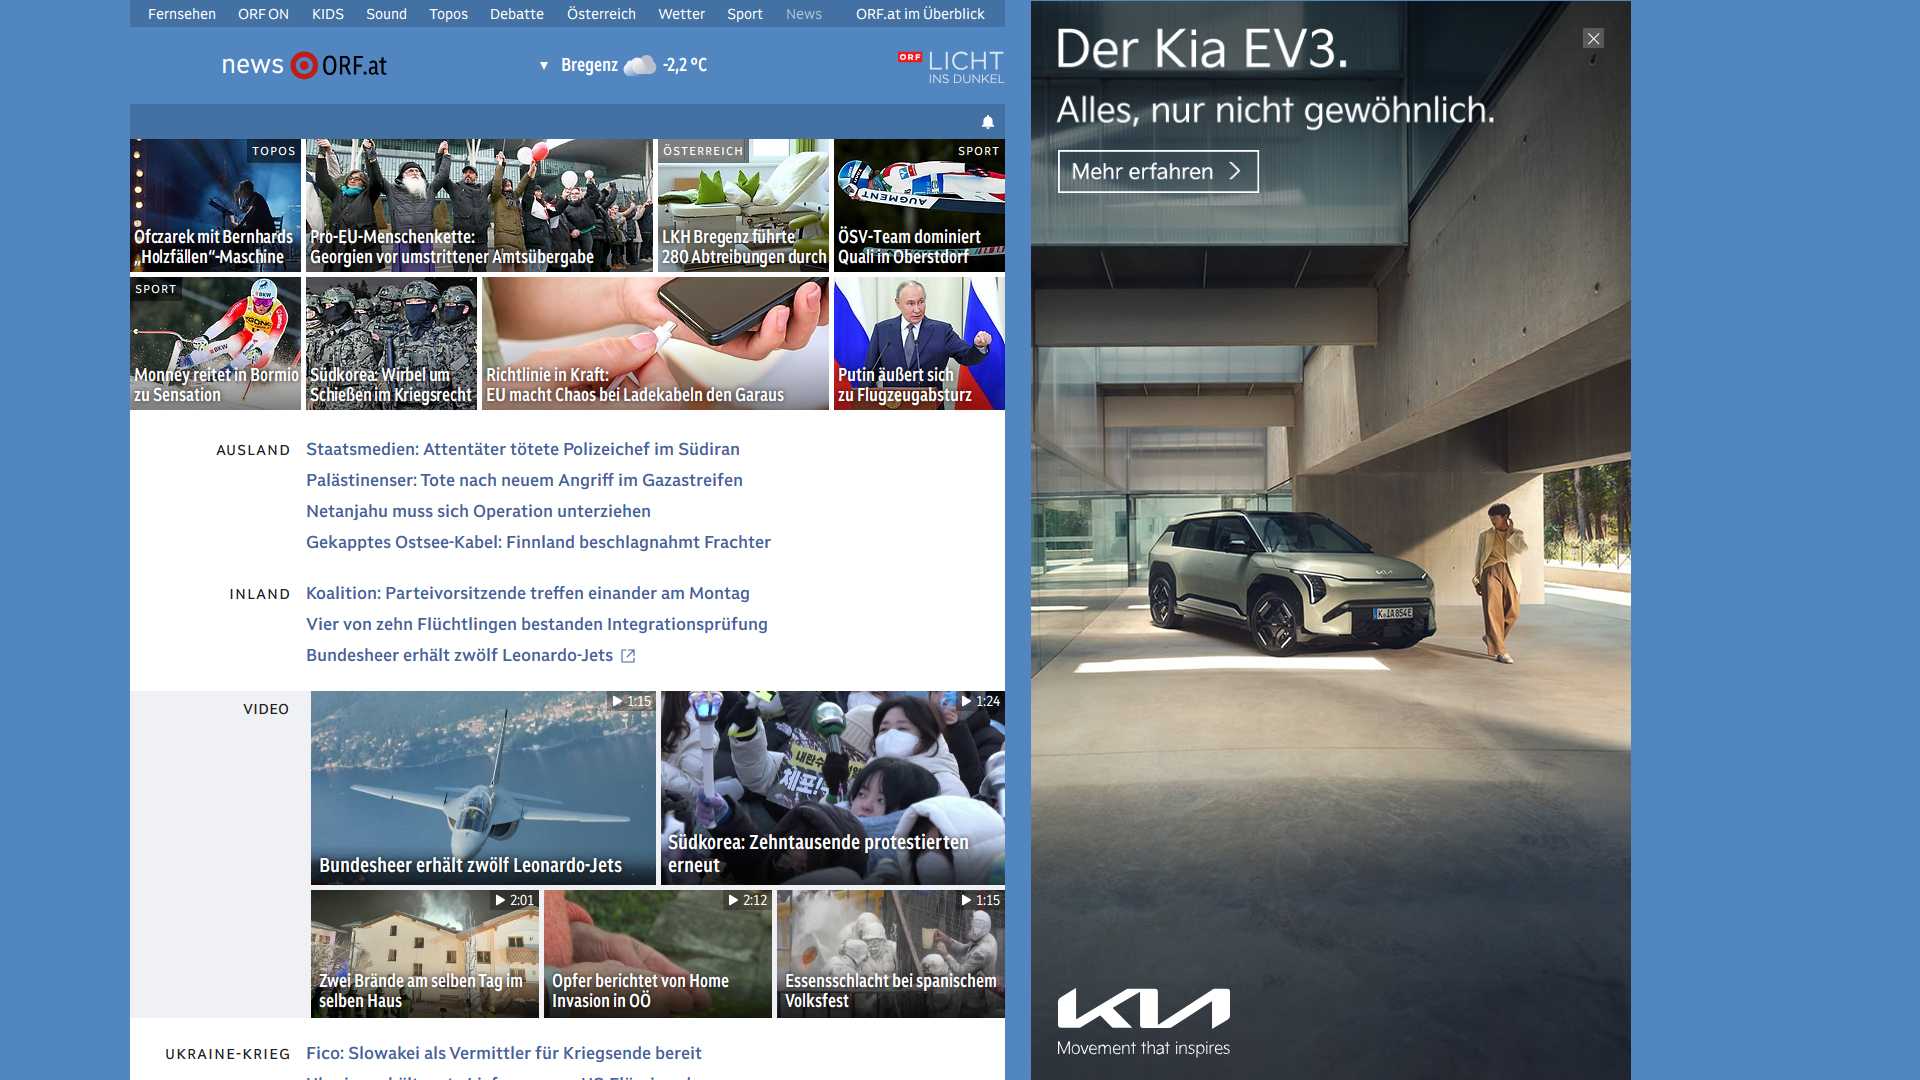 Fernsehen ORF ON KIDS Sound Topos Debatte Österreich Wetter Sport News ORF.at im Überblick
news ORF.at
Bregenz -2,2 °C
ORF LICHT
INS DUNKEL
TOPOS
Ofczarek mit Bernhards
„Holzfällen“-Maschine
Pro-EU-Menschenkette:
Georgien vor umstrittener Amtsübergabe
ÖSTERREICH
LKH Bregenz führte
280 Abtreibungen durch
SPORT
AUGMENT
ÖSV-Team dominiert
Quali in Oberstdorf
SPORT
BKW
Monney reitet in Bormio
zu Sensation
Südkorea: Wirbel um
Schießen im Kriegsrecht
Richtlinie in Kraft:
EU macht Chaos bei Ladekabeln den Garaus
Putin äußert sich
zu Flugzeugabsturz
AUSLAND
Staatsmedien: Attentäter tötete Polizeichef im Südiran
Palästinenser: Tote nach neuem Angriff im Gazastreifen
Netanjahu muss sich Operation unterziehen
Gekapptes Ostsee-Kabel: Finnland beschlagnahmt Frachter
INLAND
Koalition: Parteivorsitzende treffen einander am Montag
Vier von zehn Flüchtlingen bestanden Integrationsprüfung
Bundesheer erhält zwölf Leonardo-Jets
VIDEO
1:15
Bundesheer erhält zwölf Leonardo-Jets
1:24
체포!
Südkorea: Zehntausende protestierten
erneut
2:01
Zwei Brände am selben Tag im
selben Haus
2:12
Opfer berichtet von Home
Invasion in OÖ
1:15
Essensschlacht bei spanischem
Volksfest
UKRAINE-KRIEG
Fico: Slowakei als Vermittler für Kriegsende bereit
Der Kia EV3.
Alles, nur nicht gewöhnlich.
Mehr erfahren
K·JA 854E
KIA
Movement that inspires